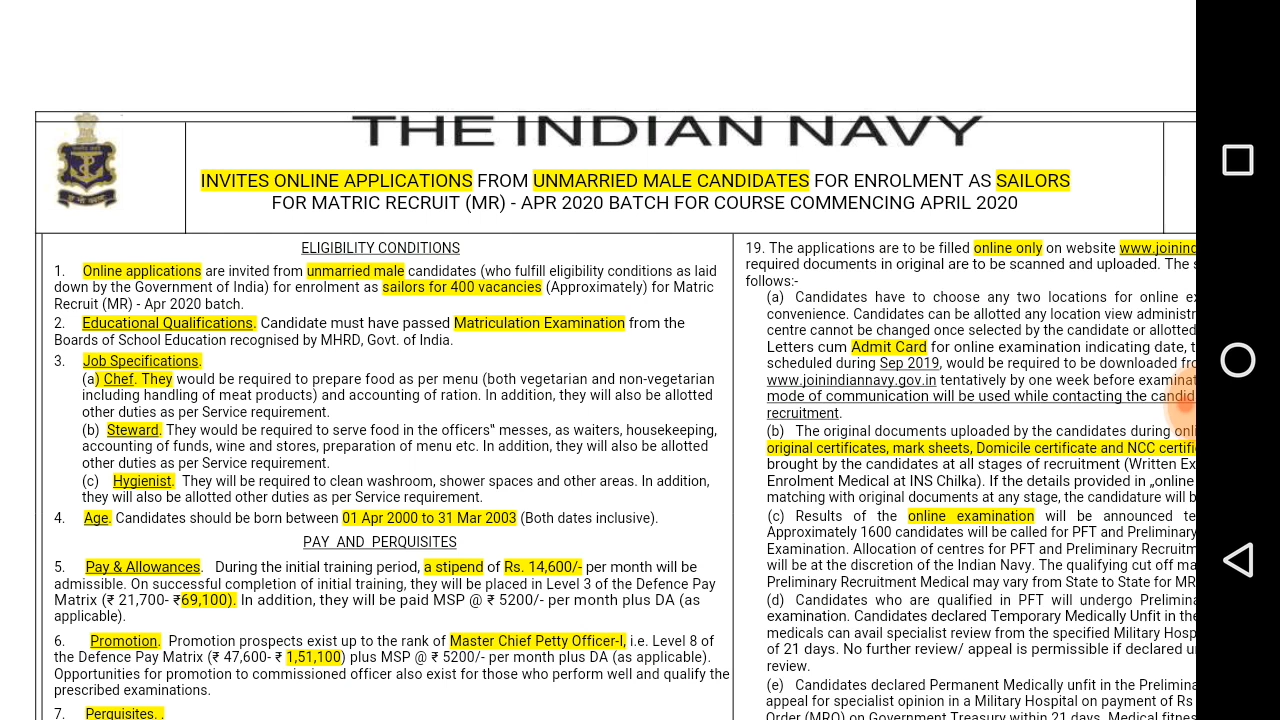 THE INDIAN NAVY
INVITES ONLINE APPLICATIONS FROM UNMARRIED MALE CANDIDATES FOR ENROLMENT AS SAILORS
FOR MATRIC RECRUIT (MR) - APR 2020 BATCH FOR COURSE COMMENCING APRIL 2020
ELIGIBILITY CONDITIONS
1. Online applications are invited from unmarried male candidates (who fulfill eligibility conditions as laid
down by the Government of India) for enrolment as sailors for 400 vacancies (Approximately) for Matric
Recruit (MR) - Apr 2020 batch.
2. Educational Qualifications. Candidate must have passed Matriculation Examination from the
Boards of School Education recognised by MHRD, Govt. of India.
3. Job Specifications.
(a) Chef. They would be required to prepare food as per menu (both vegetarian and non-vegetarian
including handling of meat products) and accounting of ration. In addition, they will also be allotted
other duties as per Service requirement.
(b) Steward. They would be required to serve food in the officers‟ messes, as waiters, housekeeping,
accounting of funds, wine and stores, preparation of menu etc. In addition, they will also be allotted
other duties as per Service requirement.
(c) Hygienist. They will be required to clean washroom, shower spaces and other areas. In addition,
they will also be allotted other duties as per Service requirement.
4. Age. Candidates should be born between 01 Apr 2000 to 31 Mar 2003 (Both dates inclusive).
PAY AND PERQUISITES
5. Pay & Allowances. During the initial training period, a stipend of Rs. 14,600/- per month will be
admissible. On successful completion of initial training, they will be placed in Level 3 of the Defence Pay
Matrix (₹ 21,700- ₹69,100). In addition, they will be paid MSP @ ₹ 5200/- per month plus DA (as
applicable).
6. Promotion. Promotion prospects exist up to the rank of Master Chief Petty Officer-I, i.e. Level 8 of
the Defence Pay Matrix (₹ 47,600- ₹ 1,51,100) plus MSP @ ₹ 5200/- per month plus DA (as applicable).
Opportunities for promotion to commissioned officer also exist for those who perform well and qualify the
prescribed examinations.
7. Perquisites. .
19. The applications are to be filled online only on website www.joinind
required documents in original are to be scanned and uploaded. The s
follows:-
(a) Candidates have to choose any two locations for online ex
convenience. Candidates can be allotted any location view administr
centre cannot be changed once selected by the candidate or allotted
Letters cum Admit Card for online examination indicating date, t
scheduled during Sep 2019, would be required to be downloaded fro
www.joinindiannavy.gov.in tentatively by one week before examinat
mode of communication will be used while contacting the candid
recruitment.
(b) The original documents uploaded by the candidates during onli
original certificates, mark sheets, Domicile certificate and NCC certifi
brought by the candidates at all stages of recruitment (Written Ex
Enrolment Medical at INS Chilka). If the details provided in „online
matching with original documents at any stage, the candidature will b
(c) Results of the online examination will be announced te
Approximately 1600 candidates will be called for PFT and Preliminary
Examination. Allocation of centres for PFT and Preliminary Recruitm
will be at the discretion of the Indian Navy. The qualifying cut off ma
Preliminary Recruitment Medical may vary from State to State for MR
(d) Candidates who are qualified in PFT will undergo Prelimina
examination. Candidates declared Temporary Medically Unfit in the
medicals can avail specialist review from the specified Military Hosp
of 21 days. No further review/ appeal is permissible if declared u
review.
(e) Candidates declared Permanent Medically unfit in the Prelimina
appeal for specialist opinion in a Military Hospital on payment of Rs
Order (MRO) on Government Treasury within 21 days. Medical fitnes